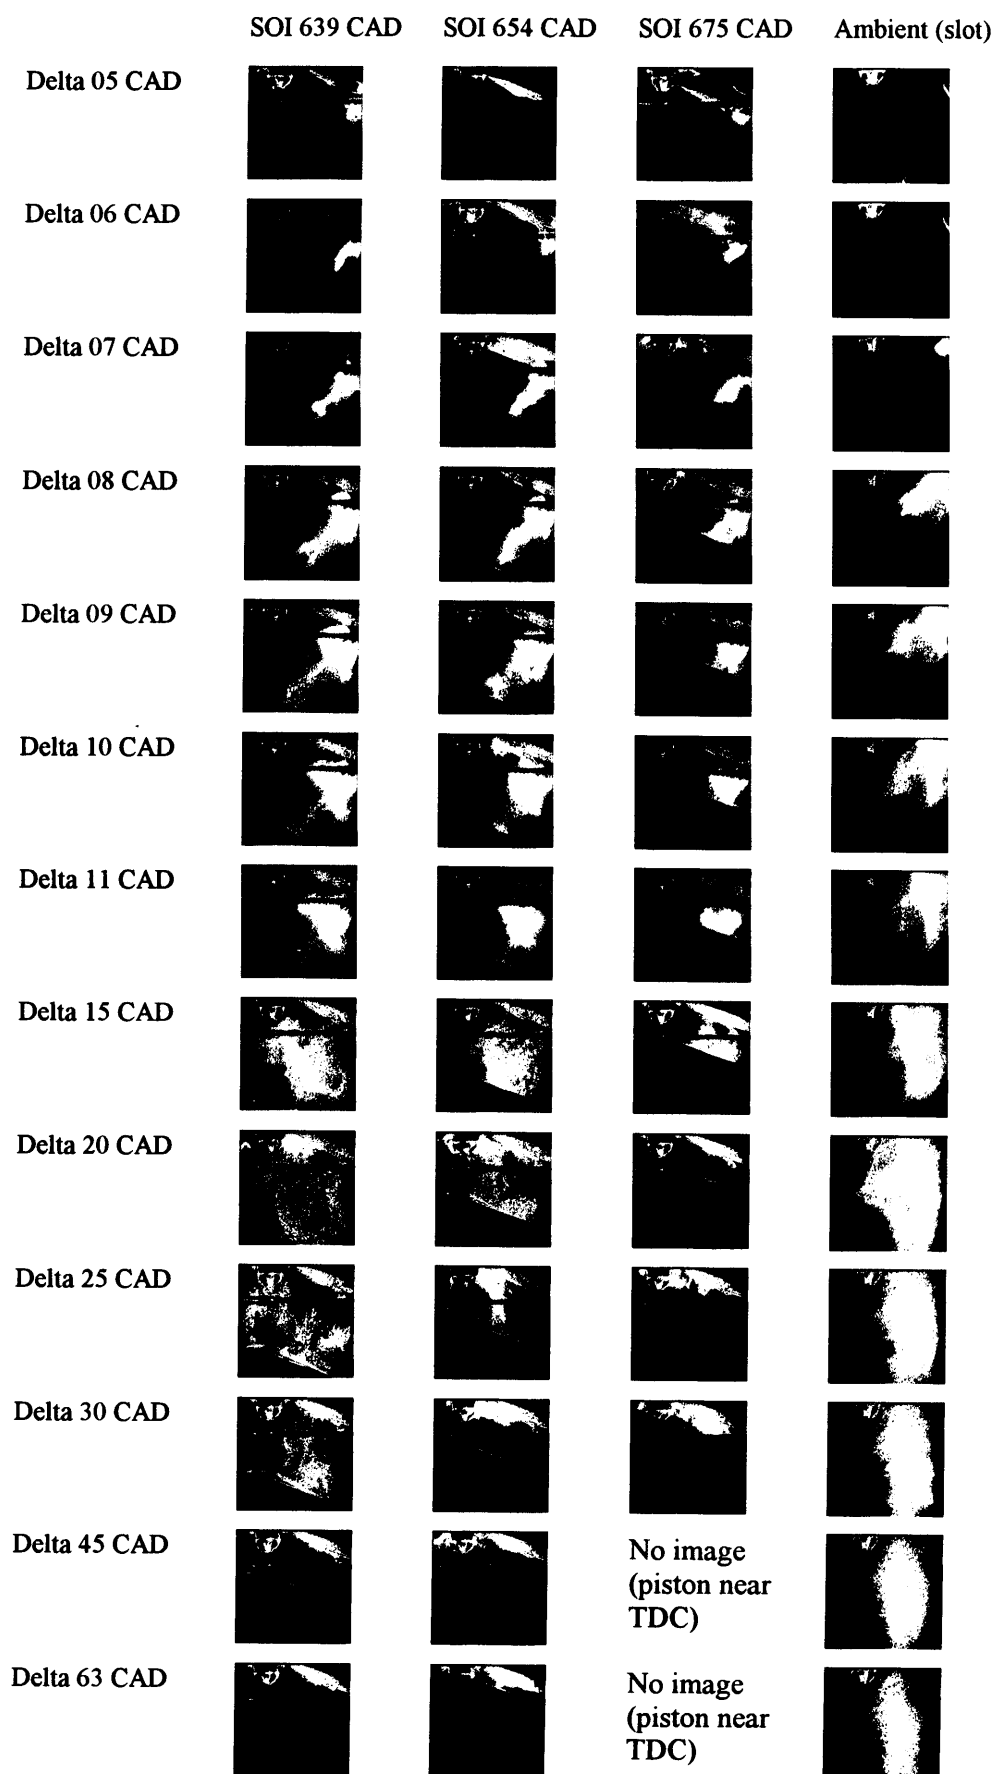 SOI 639 CAD SOI 654 CAD SOI 675 CAD Ambient (slot)
Delta 05 CAD
Delta 06 CAD
Delta 07 CAD
Delta 08 CAD
Delta 09 CAD
Delta 10 CAD
Delta 11 CAD
Delta 15 CAD
Delta 20 CAD
Delta 25 CAD
Delta 30 CAD
Delta 45 CAD
No image
(piston near
TDC)
Delta 63 CAD
No image
(piston near
TDC)